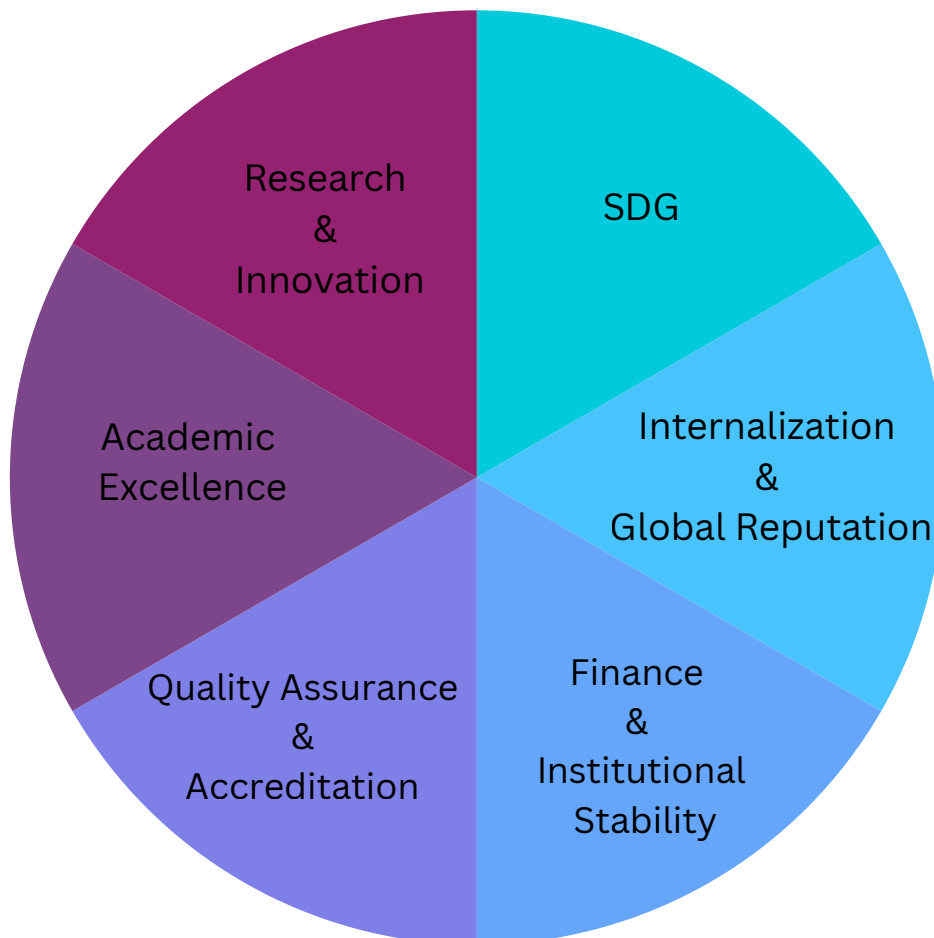 Research
&
Innovation
SDG
Internalization
&
Global Reputation
Finance
&
Institutional
Stability
Quality Assurance
&
Accreditation
Academic
Excellence